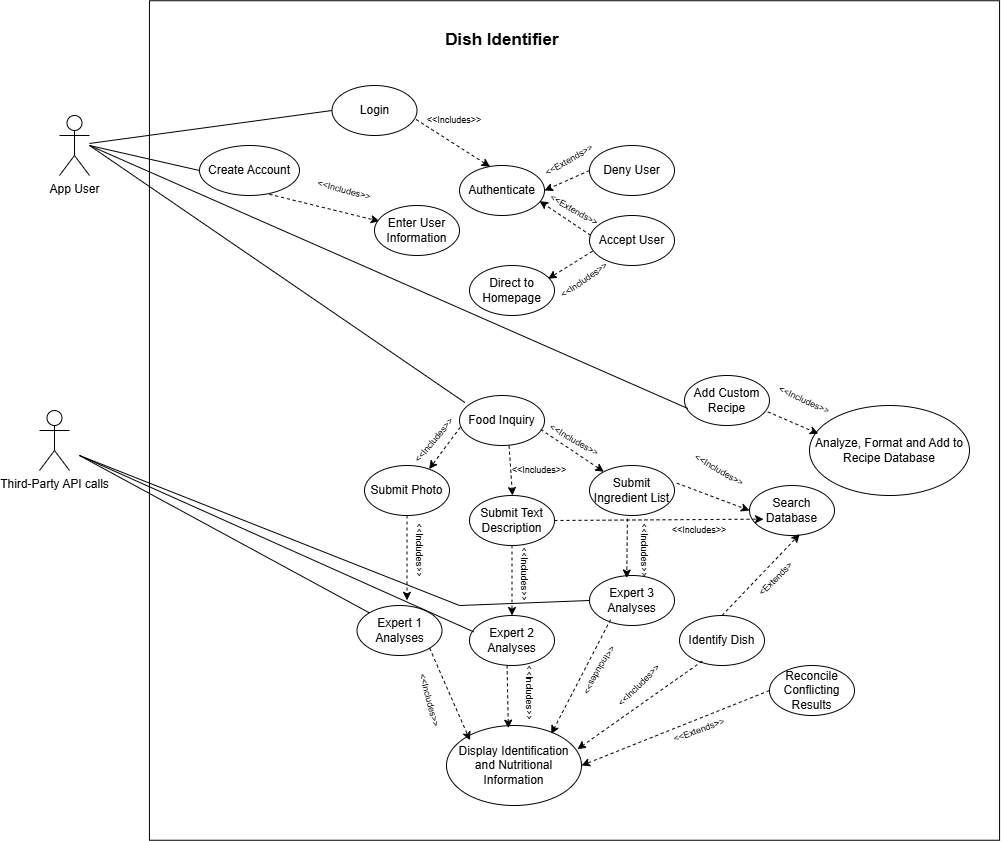 Dish Identifier
Login
<<Includes>>
App User
Create Account
<<Includes>>
Authenticate
<<Extends>>
Deny User
<<Extends>>
Enter User
Information
Accept User
Direct to
Homepage
<<Includes>>
Add Custom
Recipe
<<Includes>>
Analyze, Format and Add to
Recipe Database
Food Inquiry
<<Includes>>
<<Includes>>
<<Includes>>
Third-Party API calls
Submit Photo
Submit Text
Description
Submit
Ingredient List
<<Includes>>
Search
Database
<<Includes>>
<<Includes>>
<<Includes>>
<<Includes>>
<Extends>
Expert 1
Analyses
Expert 2
Analyses
Expert 3
Analyses
Identify Dish
<<Includes>>
<<Includes>>
<<Includes>>
<<Includes>>
Reconcile
Conflicting
Results
<<Extends>>
Display Identification
and Nutritional
Information